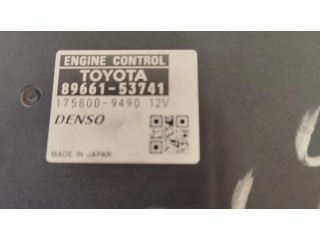 ENGINE CONTROL
TOYOTA
89661-53741
175800-9490 12V
DENSO
MADE IN JAPAN